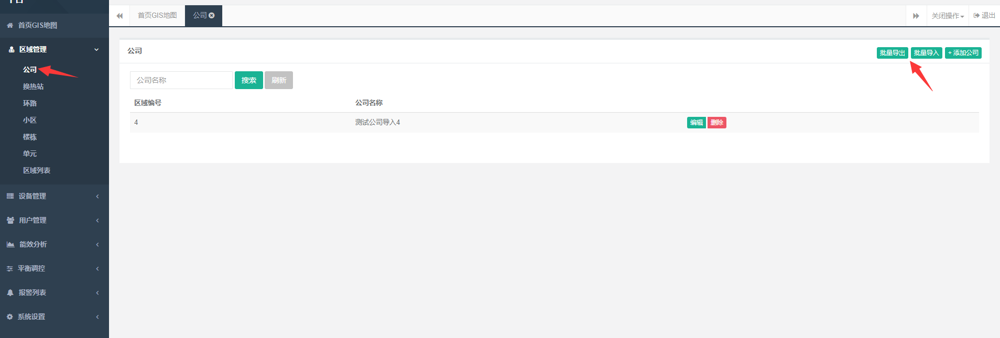 首页GIS地图
区域管理
公司
换热站
环路
小区
楼栋
单元
区域列表
设备管理
用户管理
能效分析
平衡调控
报警列表
系统设置
首页GIS地图 公司 关闭操作 退出
公司 批量导出 批量导入 + 添加公司
公司名称 搜索 刷新
区域编号 公司名称
4 测试公司导入4 编辑 删除